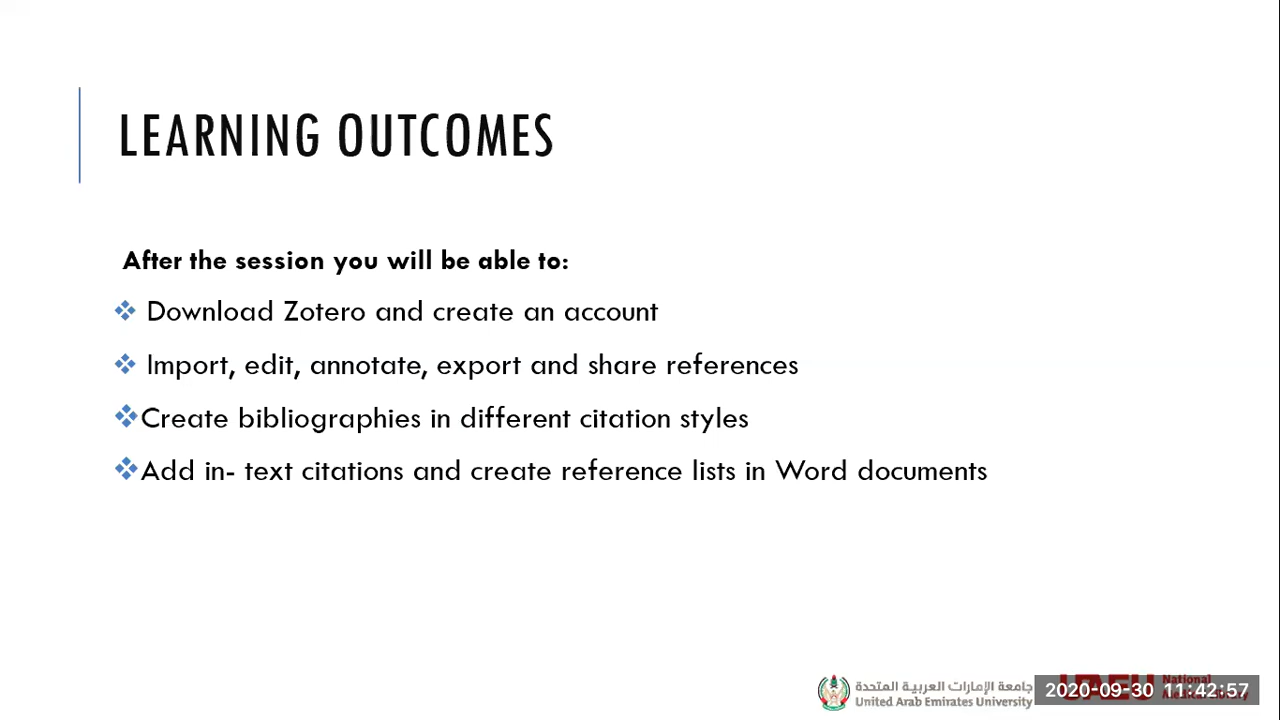 LEARNING OUTCOMES
After the session you will be able to:
Download Zotero and create an account
Import, edit, annotate, export and share references
Create bibliographies in different citation styles
Add in- text citations and create reference lists in Word documents
جامعة الإمارات العربية المتحدة
United Arab Emirates University
UAEU
National
2020-09-30 11:42:57